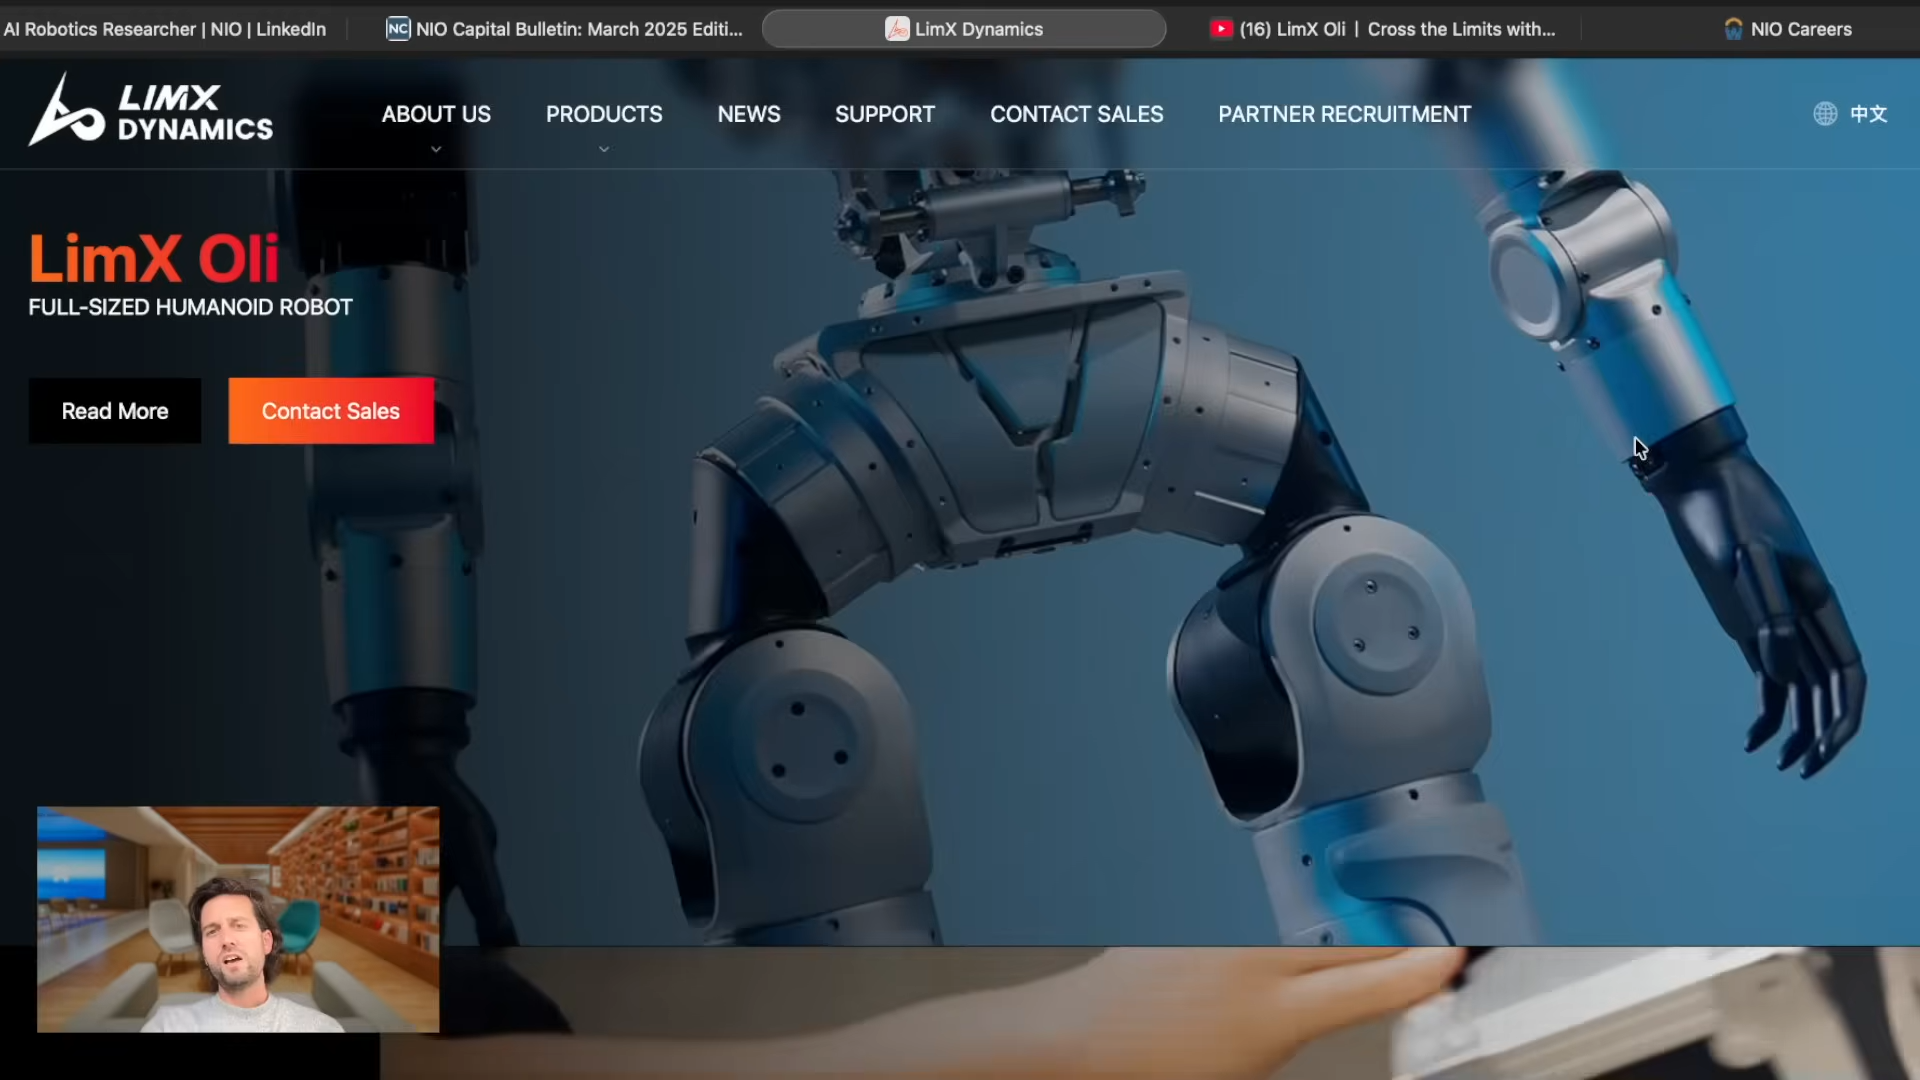 AI Robotics Researcher | NIO | LinkedIn
NC NIO Capital Bulletin: March 2025 Editi...
LimX Dynamics
(16) LimX Oli | Cross the Limits with...
NIO Careers
LIMX
DYNAMICS
ABOUT US
PRODUCTS
NEWS
SUPPORT
CONTACT SALES
PARTNER RECRUITMENT
中文
LimX Oli
FULL-SIZED HUMANOID ROBOT
Read More
Contact Sales